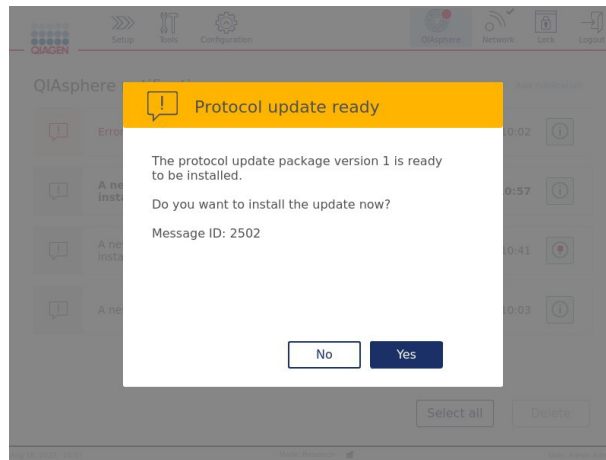 Setup
Tools
Configuration
QIAsphere
Network
Lock
Logout
QIAGEN
QIAsphere
Protocol update ready
Erro
10:02
The protocol update package version 1 is ready
to be installed.
A ne
insta
0:57
Do you want to install the update now?
Message ID: 2502
A ne
insta
10:41
A ne
10:03
No
Yes
Select all
Delete